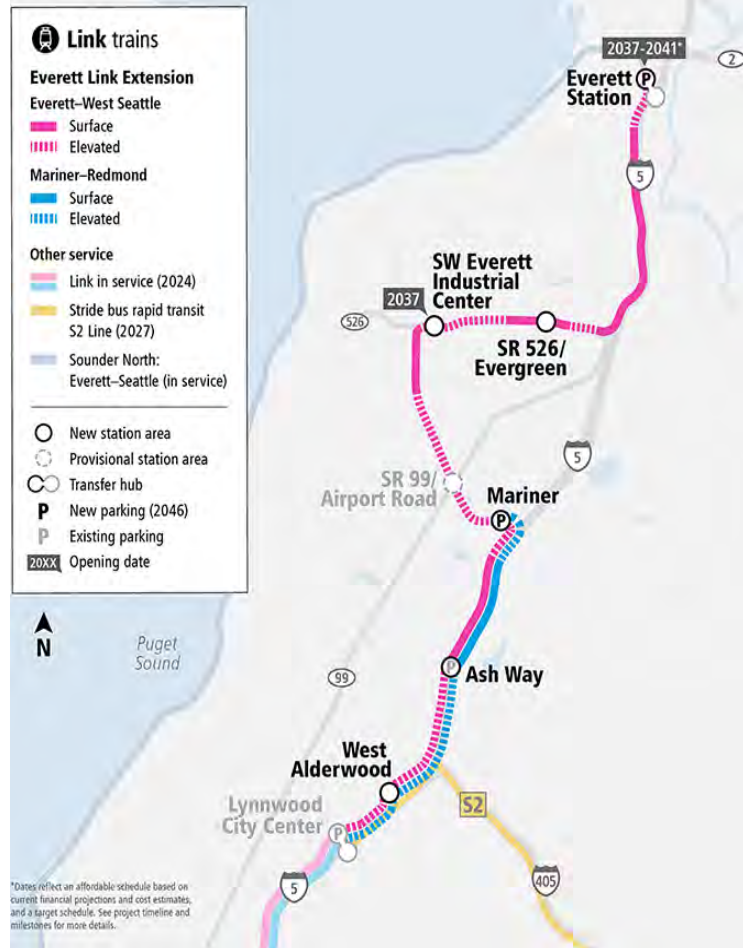 Link trains
Everett Link Extension
Everett–West Seattle
Surface
Elevated
Mariner–Redmond
Surface
Elevated
Other service
Link in service (2024)
Stride bus rapid transit
S2 Line (2027)
Sounder North:
Everett–Seattle (in service)
New station area
Provisional station area
Transfer hub
P New parking (2046)
P Existing parking
20XX Opening date
N
Puget
Sound
2037-2041*
2
Everett
Station
P
5
SW Everett
Industrial
Center
2037
526
SR 526/
Evergreen
5
SR 99/
Airport Road
Mariner
P
P
Ash Way
99
West
Alderwood
Lynnwood
City Center
P
S2
5
405
*Dates reflect an affordable schedule based on
current financial projections and cost estimates,
and a target schedule. See project timeline and
milestones for more details.